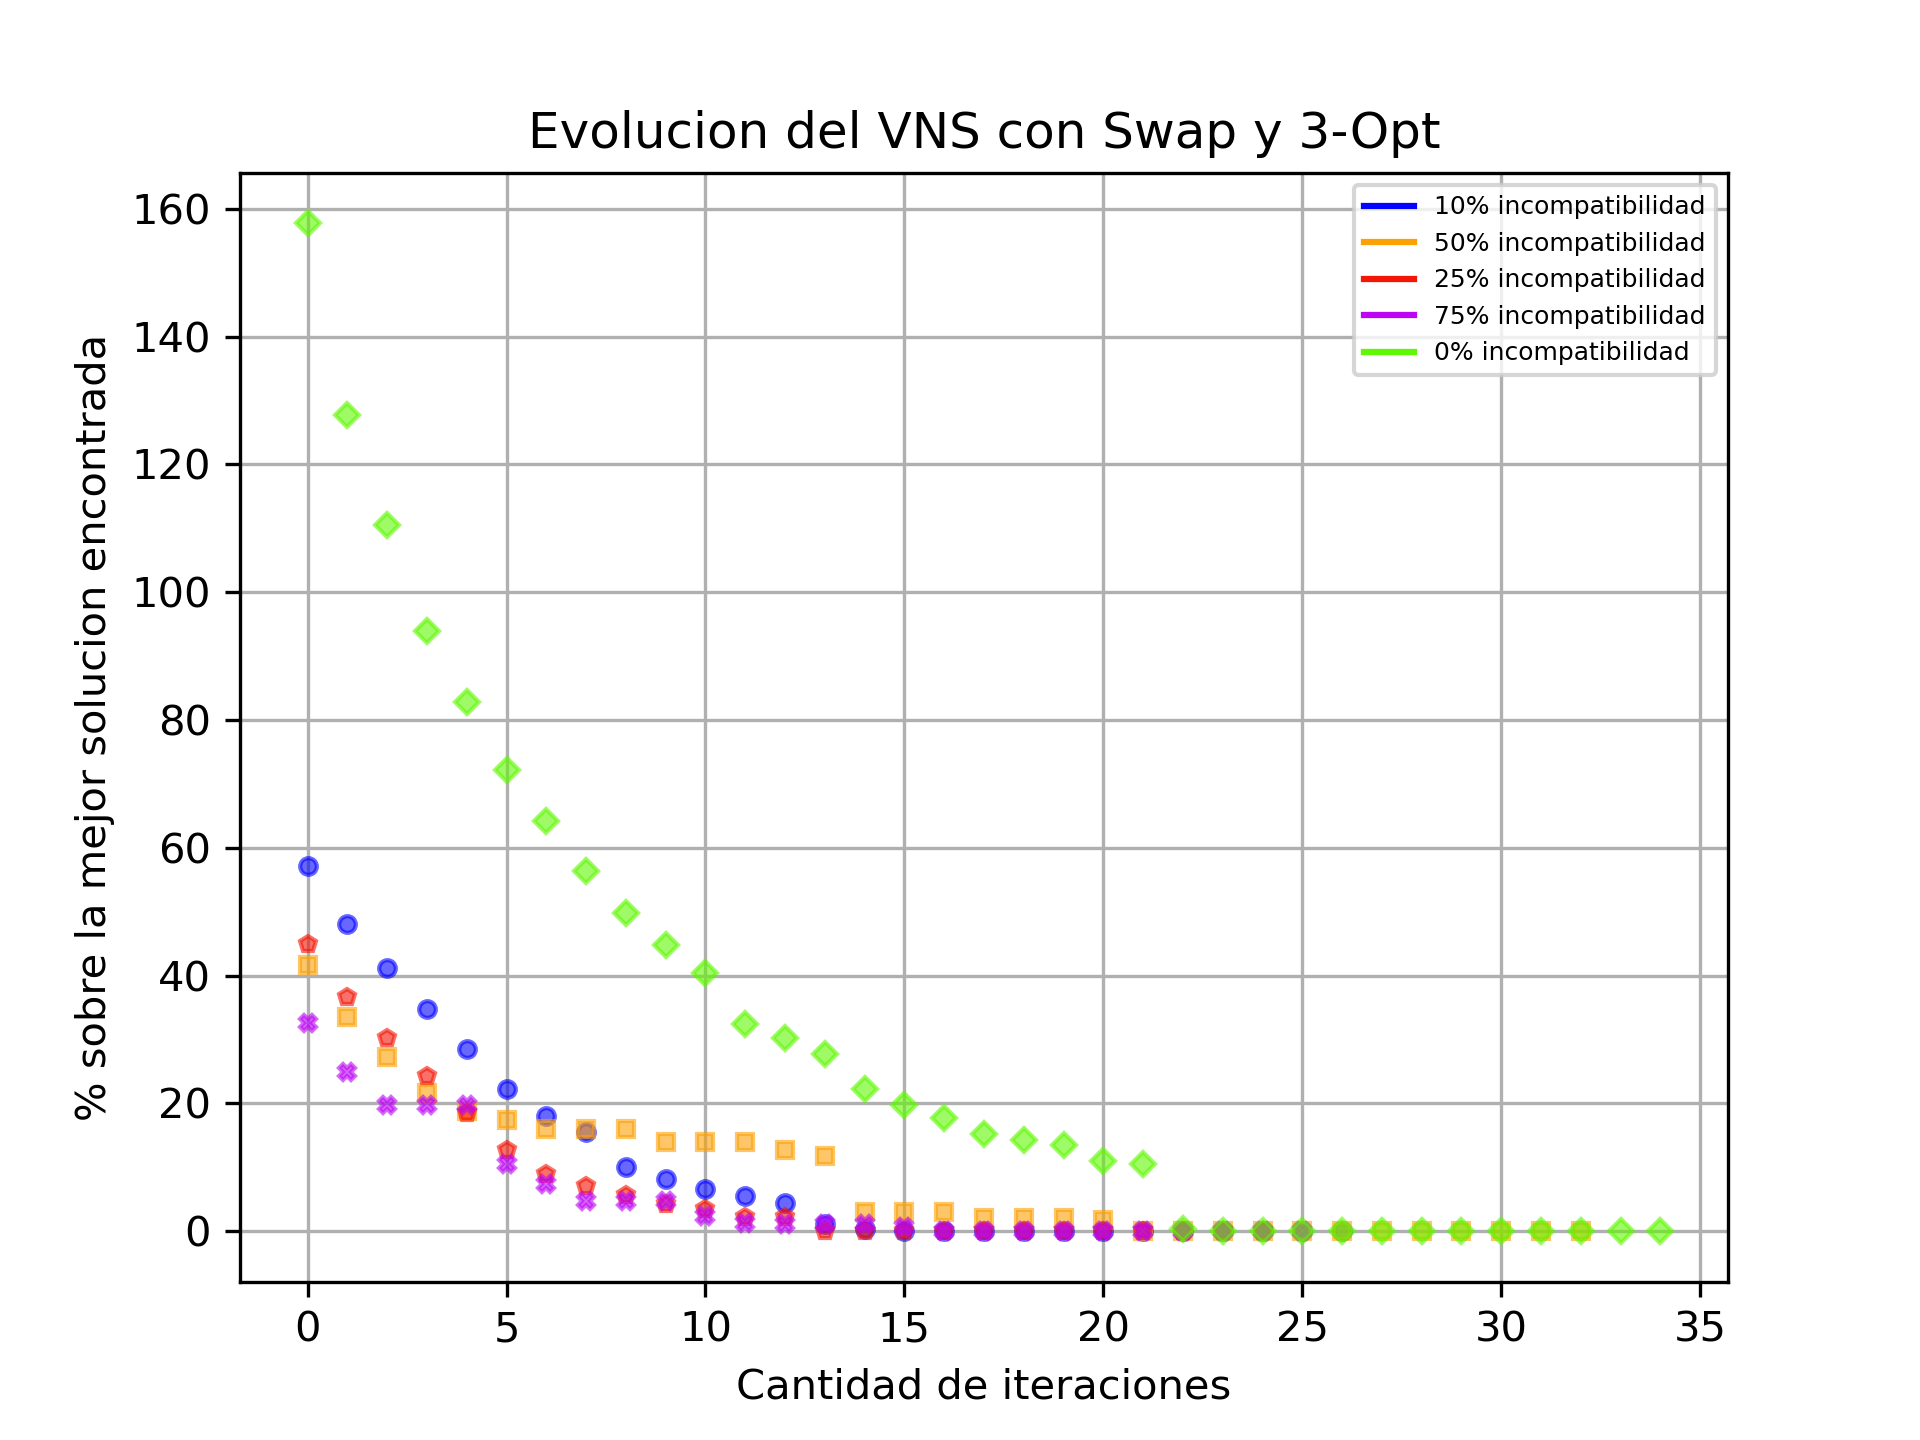 Evolucion del VNS con Swap y 3-Opt
% sobre la mejor solucion encontrada
160
140
120
100
80
60
40
20
0
10% incompatibilidad
50% incompatibilidad
25% incompatibilidad
75% incompatibilidad
0% incompatibilidad
0 5 10 15 20 25 30 35
Cantidad de iteraciones